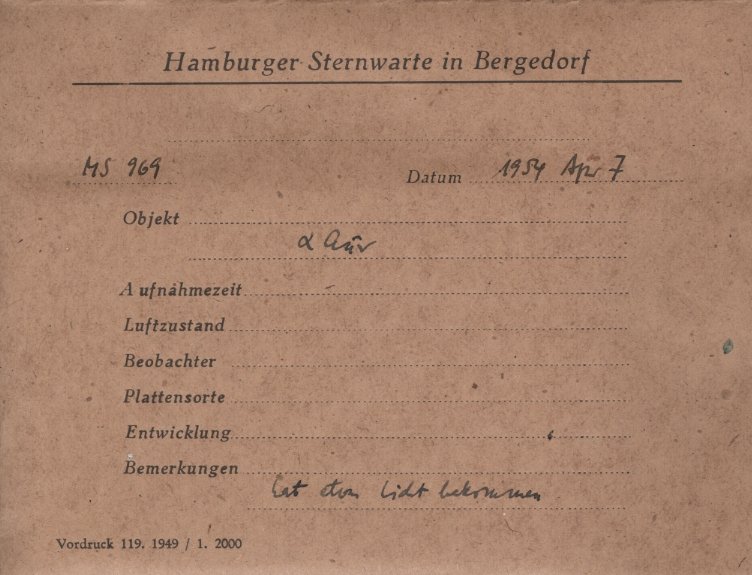 Hamburger Sternwarte in Bergedorf
MS 969
Datum 1954 Apr 7
Objekt
α Aur
Aufnahmezeit
Luftzustand
Beobachter
Plattensorte
Entwicklung
Bemerkungen
hat etwas Licht bekommen
Vordruck 119. 1949 / 1. 2000